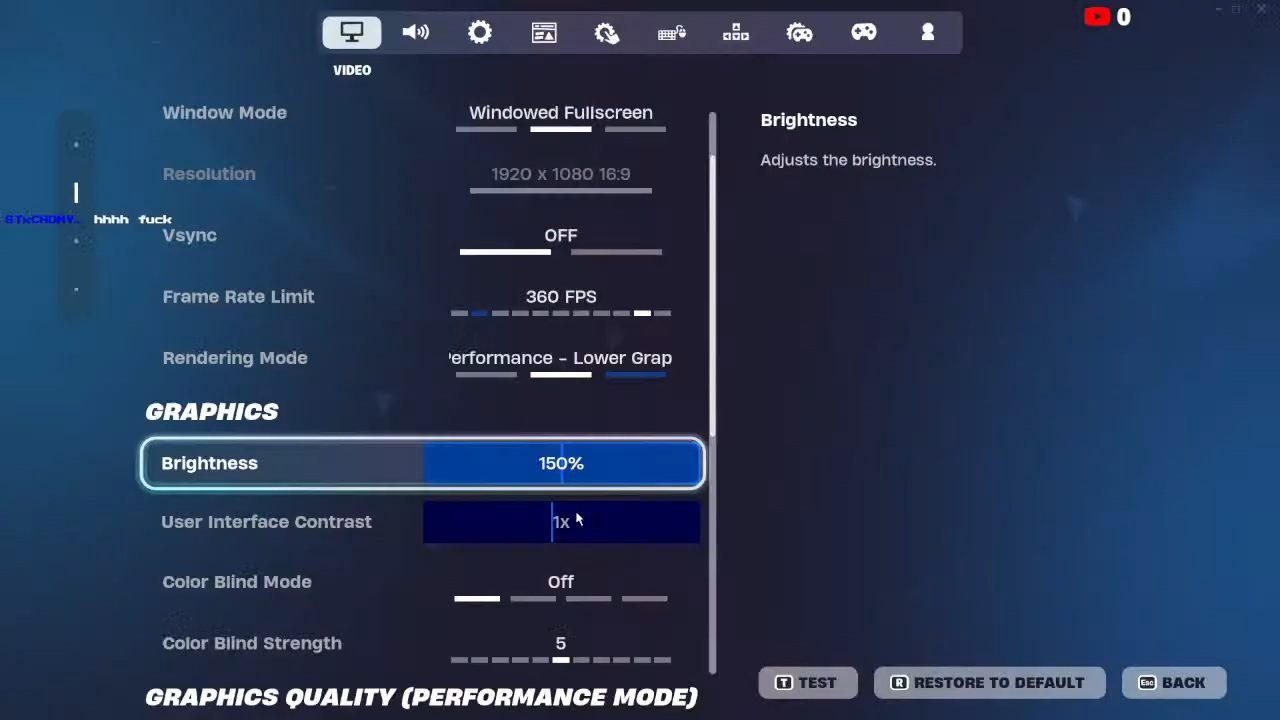 0
VIDEO
Window Mode
Windowed Fullscreen
Brightness
Adjusts the brightness.
Resolution
1920 x 1080 16:9
hhhh fuck
Vsync
OFF
Frame Rate Limit
360 FPS
Rendering Mode
erformance - Lower Grap
GRAPHICS
Brightness
150%
User Interface Contrast
1x
Color Blind Mode
Off
Color Blind Strength
5
T TEST
R RESTORE TO DEFAULT
Esc BACK
GRAPHICS QUALITY (PERFORMANCE MODE)